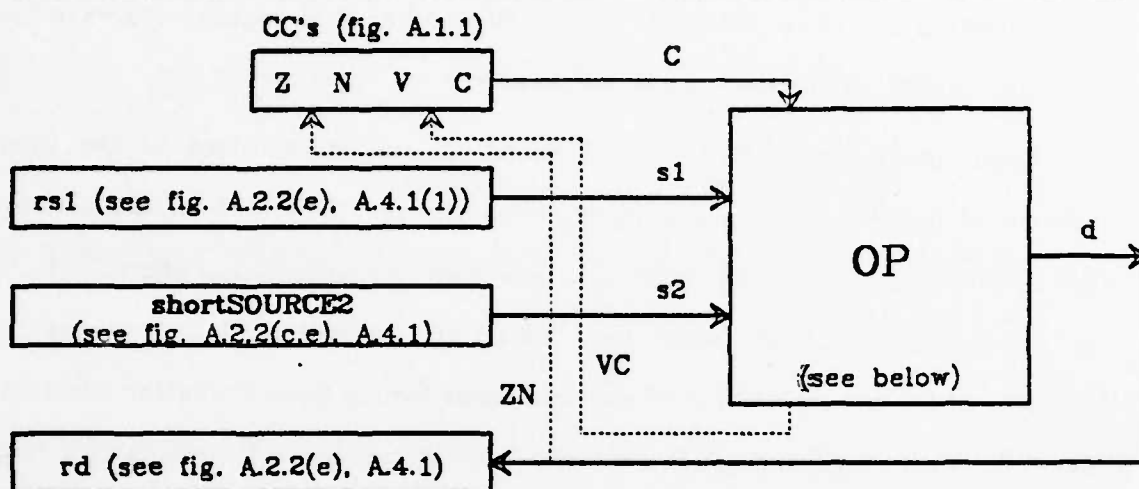 CC's (fig. A.1.1)
Z N V C
C
rs1 (see fig. A.2.2(e), A.4.1(1))
s1
OP
d
shortSOURCE2
(see fig. A.2.2(c,e), A.4.1)
s2
VC
(see below)
ZN
rd (see fig. A.2.2(e), A.4.1)